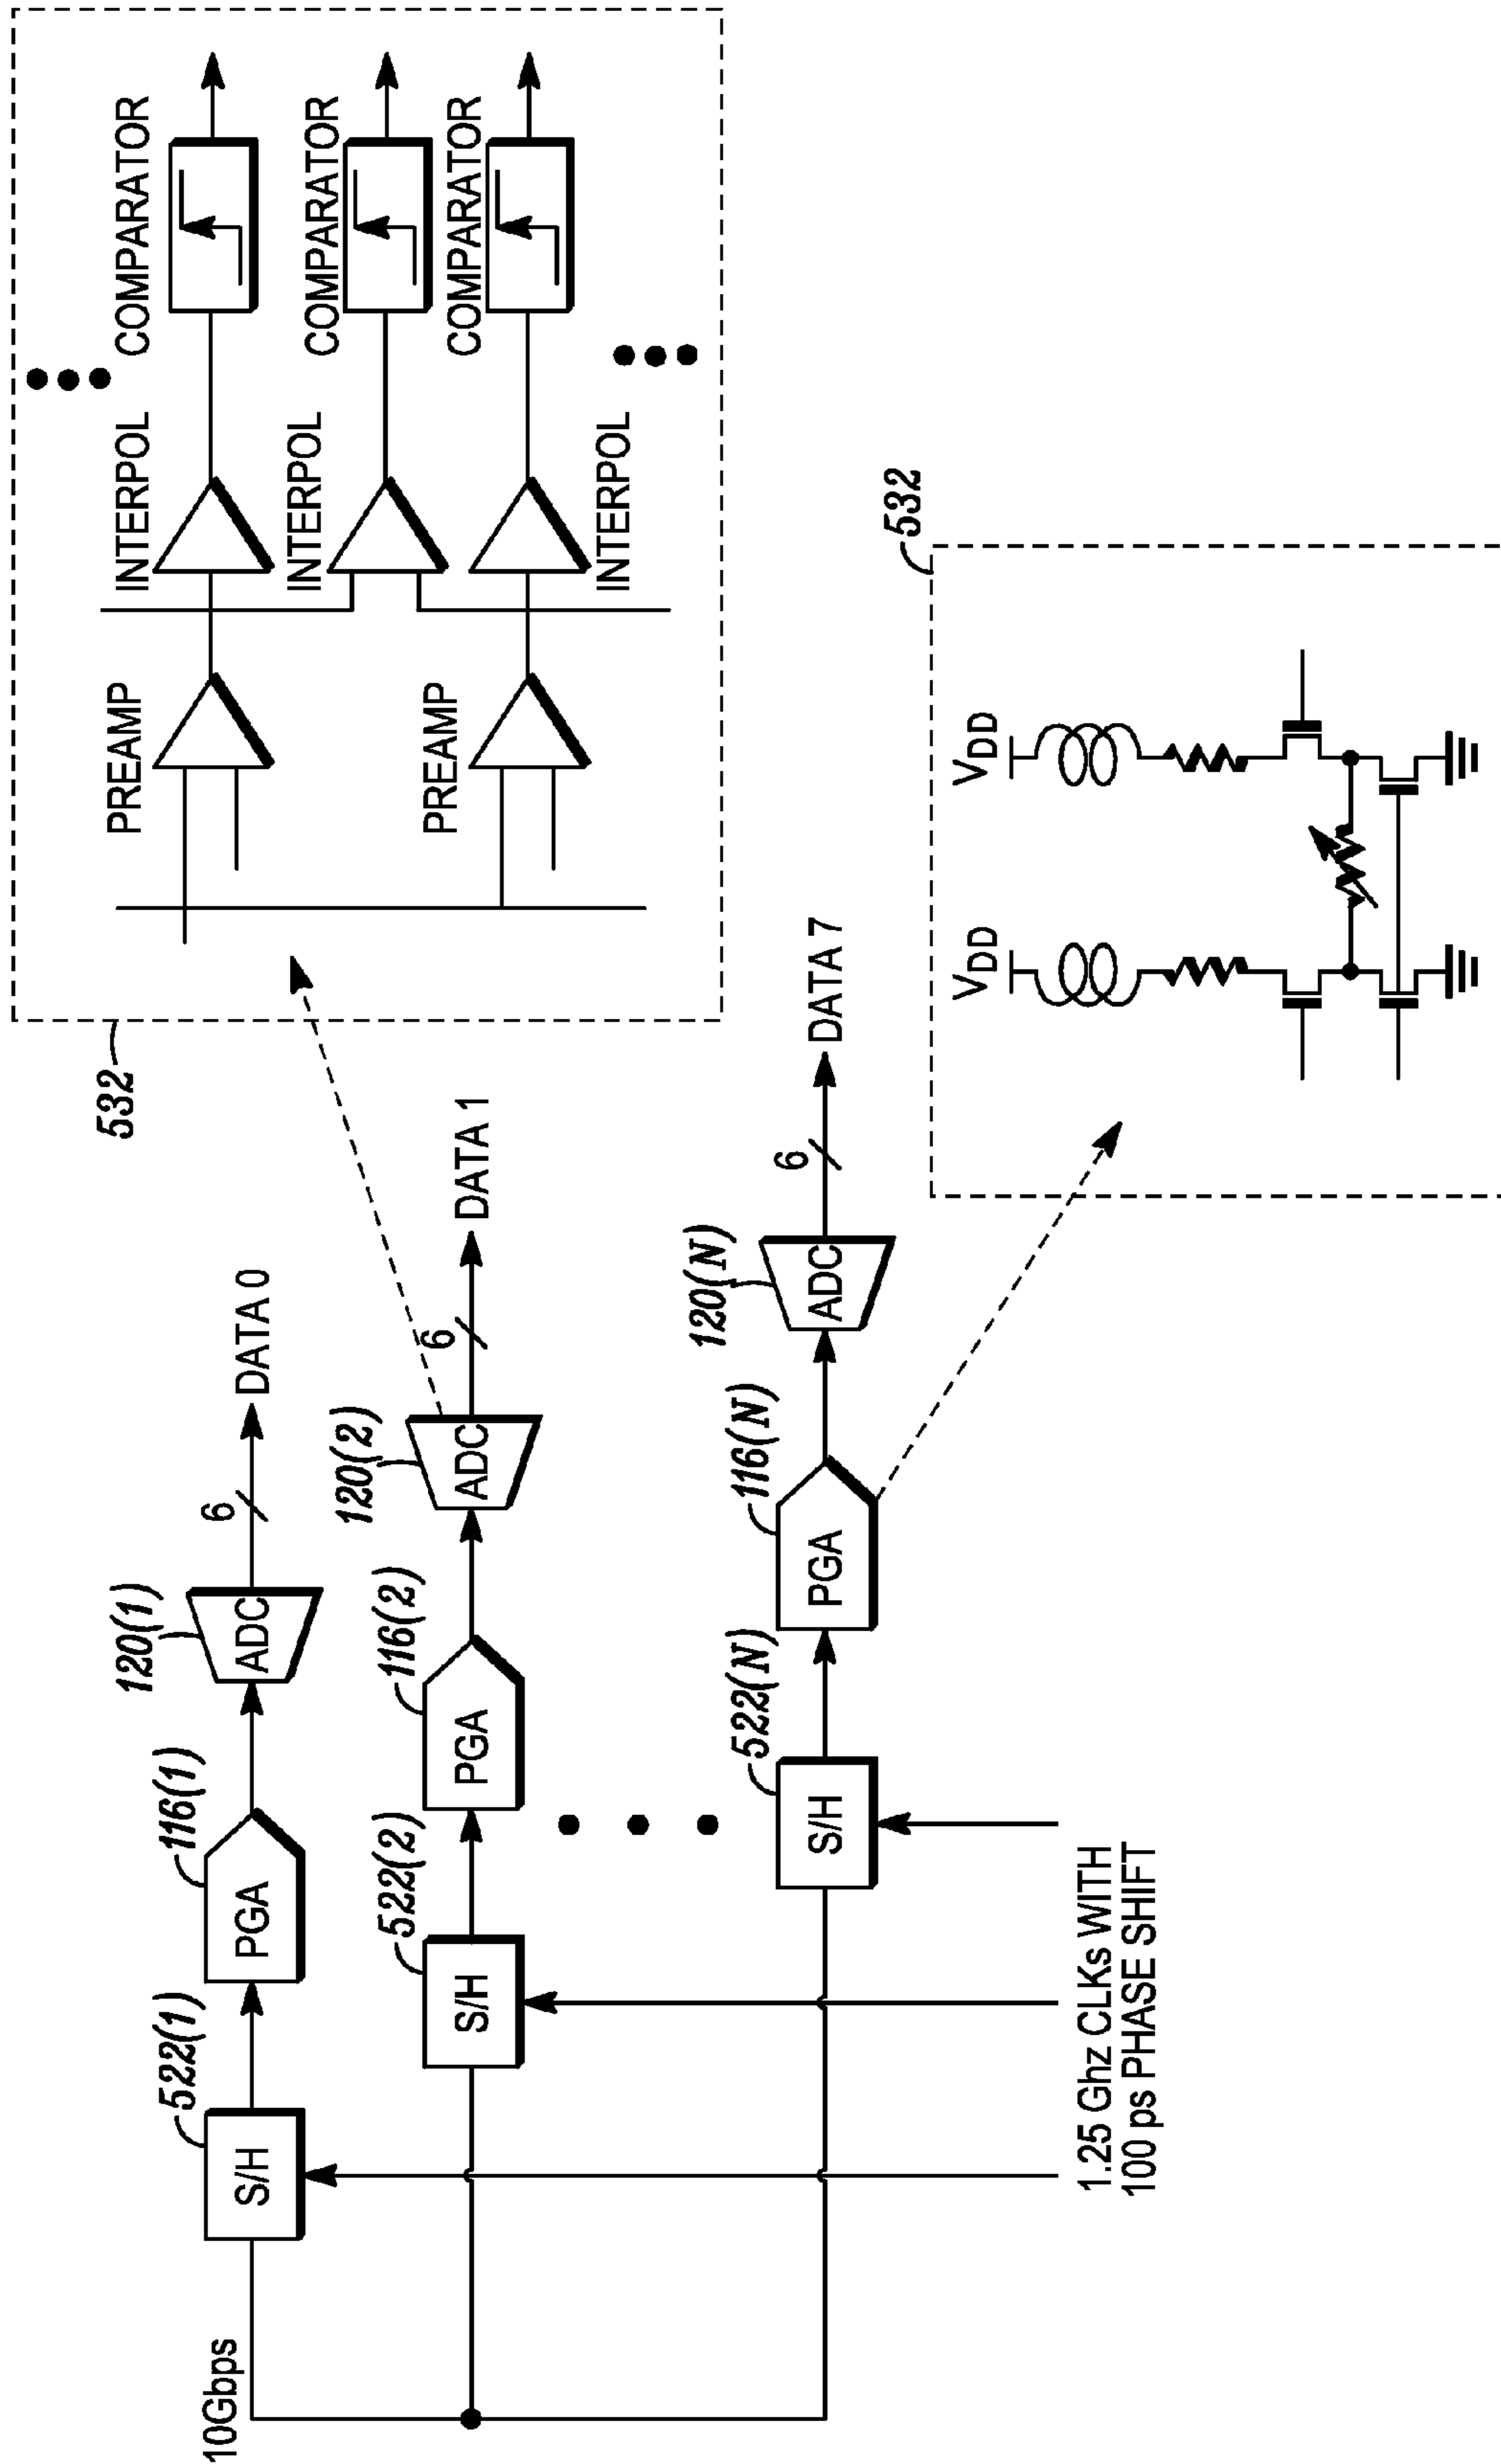 10Gbps
S/H
522(1)
PGA
116(1)
ADC
120(1)
6
DATA 0
S/H
522(2)
PGA
116(2)
ADC
120(2)
6
DATA 1
S/H
522(N)
PGA
116(N)
ADC
120(N)
6
DATA 7
1.25 Ghz CLKs WITH
100 ps PHASE SHIFT
532
PREAMP
INTERPOL
COMPARATOR
INTERPOL
COMPARATOR
PREAMP
INTERPOL
COMPARATOR
532
VDD
VDD